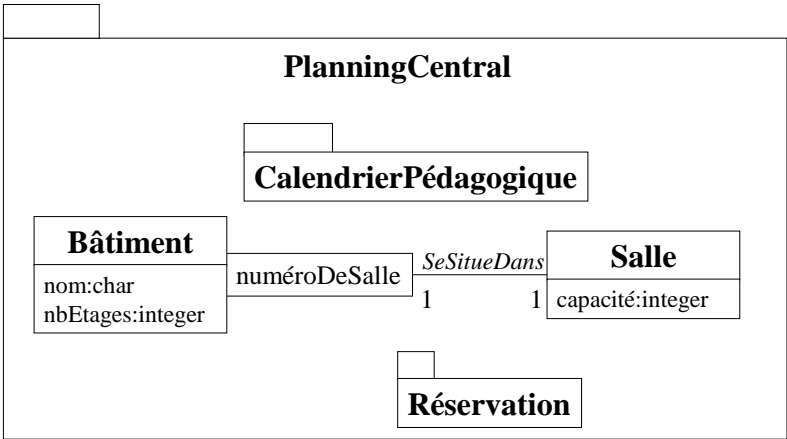 PlanningCentral
CalendrierPédagogique
Bâtiment
nom:char
nbEtages:integer
numéroDeSalle
SeSitueDans
1 1
Salle
capacité:integer
Réservation